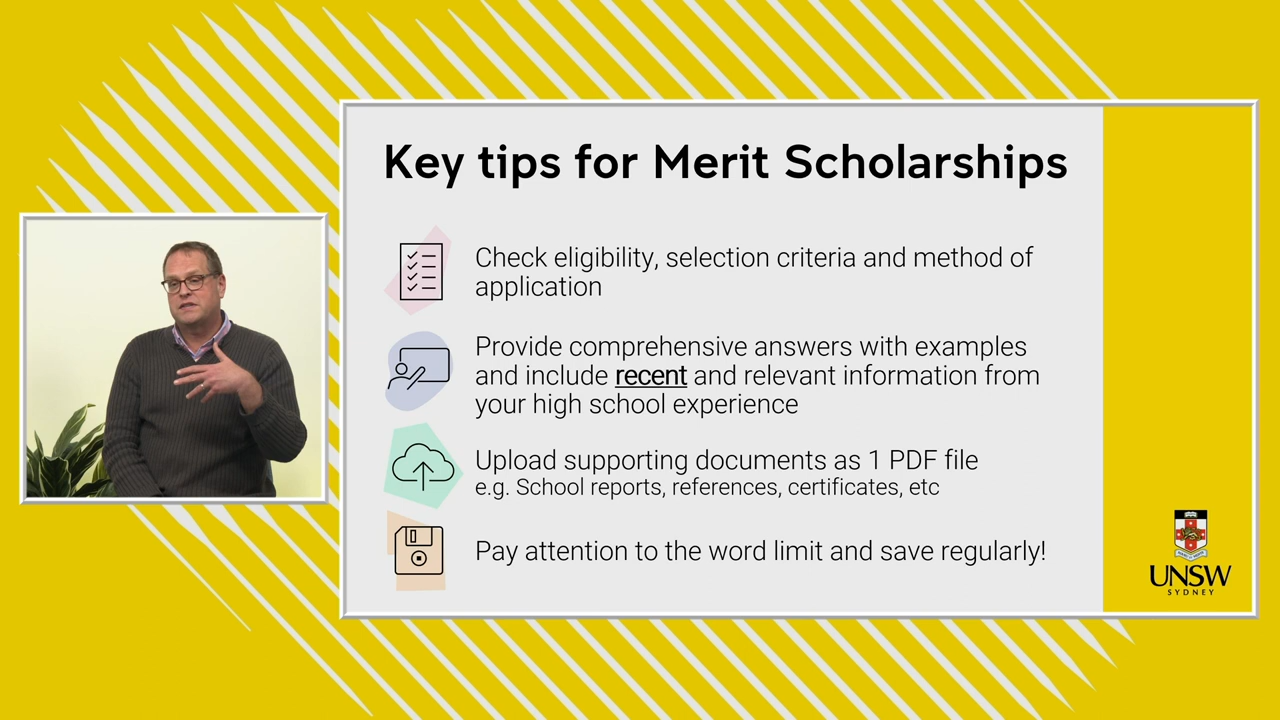 Key tips for Merit Scholarships
Check eligibility, selection criteria and method of
application
Provide comprehensive answers with examples
and include recent and relevant information from
your high school experience
Upload supporting documents as 1 PDF file
e.g. School reports, references, certificates, etc
Pay attention to the word limit and save regularly!
UNSW
SYDNEY